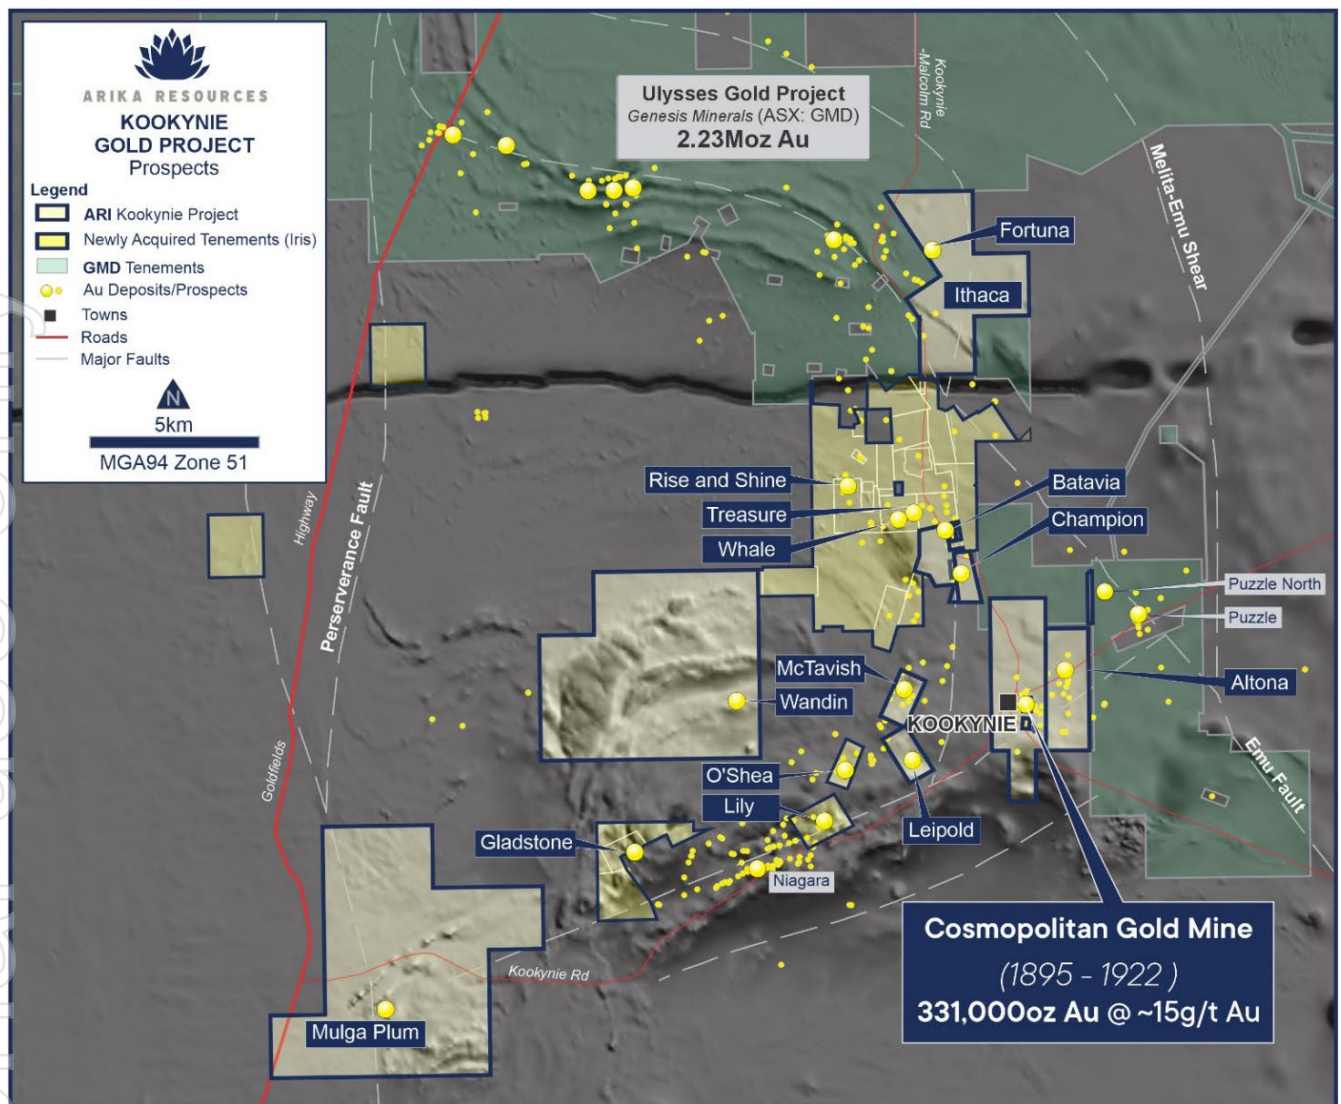 ARIKA RESOURCES
KOOKYNIE
GOLD PROJECT
Prospects
Legend
ARI Kookynie Project
Newly Acquired Tenements (Iris)
GMD Tenements
Au Deposits/Prospects
Towns
Roads
Major Faults
N
5km
MGA94 Zone 51
Ulysses Gold Project
Genesis Minerals (ASX: GMD)
2.23Moz Au
Kookynie
-Malcolm Rd
Melita-Emu Shear
Fortuna
Ithaca
Rise and Shine
Treasure
Whale
Batavia
Champion
Highway
Perserverance Fault
Puzzle North
Puzzle
McTavish
Wandin
KOOKYNIE
Altona
Goldfields
O'Shea
Lily
Leipold
Emu Fault
Gladstone
Niagara
Kookynie Rd
Mulga Plum
Cosmopolitan Gold Mine
(1895 - 1922 )
331,000oz Au @ ~15g/t Au